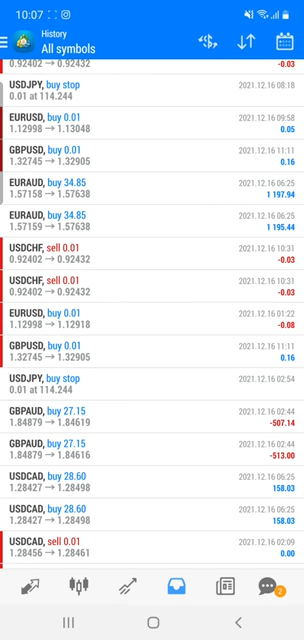 10:07
History
All symbols
0.92402 → 0.92432 -0.03
USDJPY, buy stop 2021.12.16 08:18
0.01 at 114.244
EURUSD, buy 0.01 2021.12.16 09:58
1.12998 → 1.13048 0.05
GBPUSD, buy 0.01 2021.12.16 11:11
1.32745 → 1.32905 0.16
EURAUD, buy 34.85 2021.12.16 06:25
1.57158 → 1.57638 1 197.94
EURAUD, buy 34.85 2021.12.16 06:25
1.57159 → 1.57638 1 195.44
USDCHF, sell 0.01 2021.12.16 10:31
0.92402 → 0.92432 -0.03
USDCHF, sell 0.01 2021.12.16 10:31
0.92402 → 0.92432 -0.03
EURUSD, buy 0.01 2021.12.16 01:22
1.12998 → 1.12918 -0.08
GBPUSD, buy 0.01 2021.12.16 11:11
1.32745 → 1.32905 0.16
USDJPY, buy stop 2021.12.16 02:54
0.01 at 114.244
GBPAUD, buy 27.15 2021.12.16 02:44
1.84879 → 1.84619 -507.14
GBPAUD, buy 27.15 2021.12.16 02:44
1.84879 → 1.84616 -513.00
USDCAD, buy 28.60 2021.12.16 06:25
1.28427 → 1.28498 158.03
USDCAD, buy 28.60 2021.12.16 06:25
1.28427 → 1.28498 158.03
USDCAD, sell 0.01 2021.12.16 02:09
1.28456 → 1.28461 0.00
2